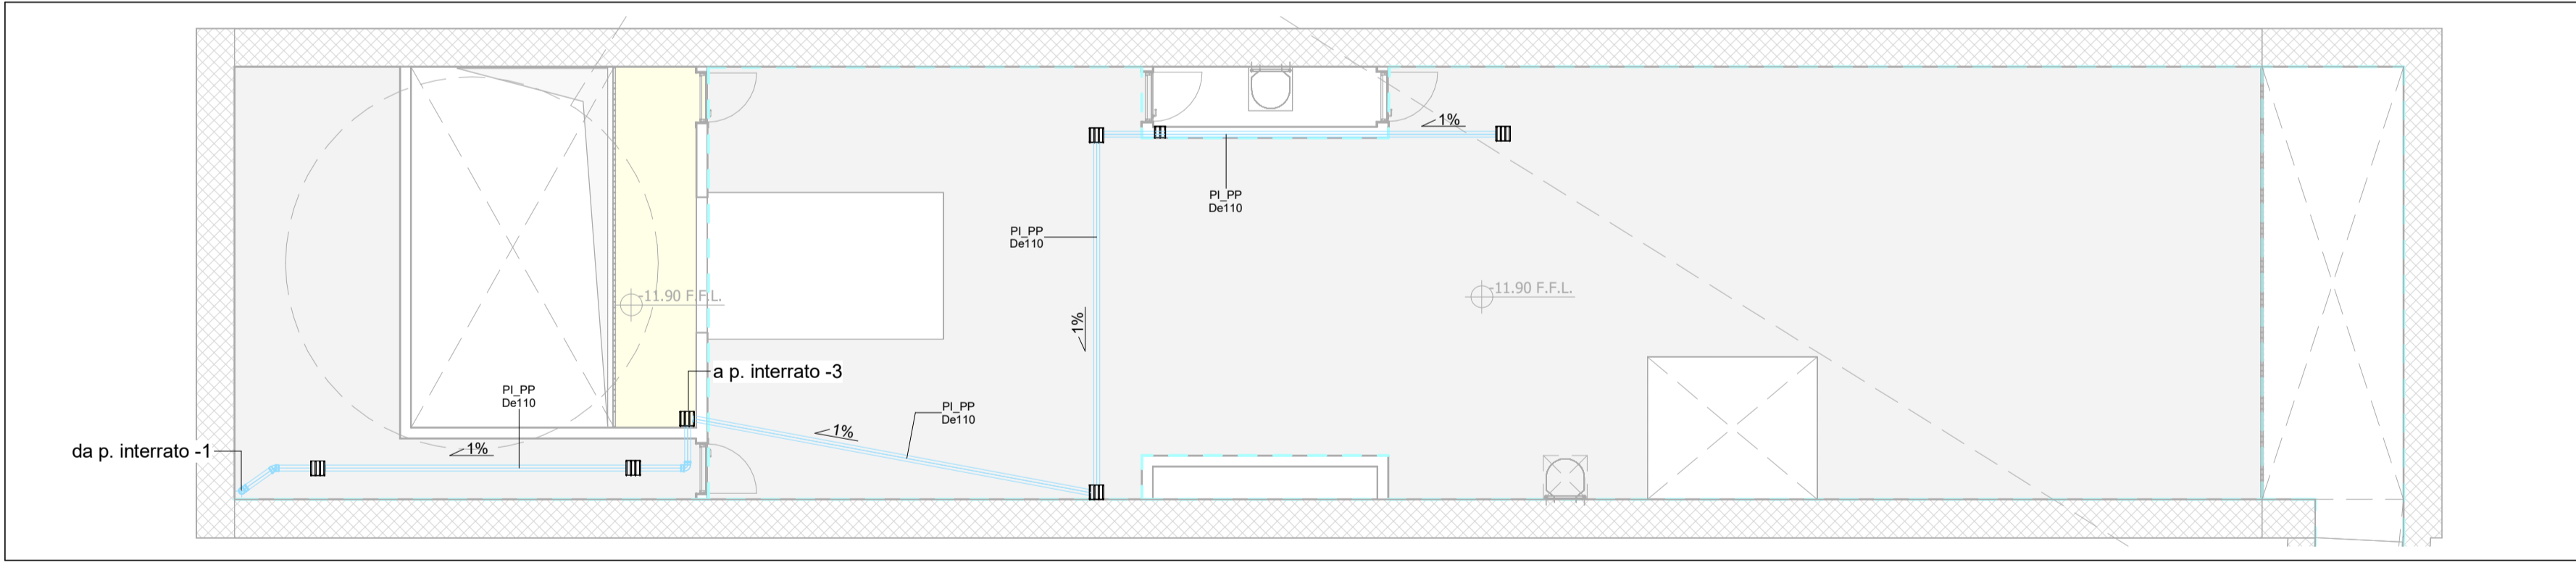 1%
PI_PP
De110
PI_PP
De110
-11.90 F.F.L.
-11.90 F.F.L.
1%
a p. interrato -3
PI_PP
De110
PI_PP
De110
1%
da p. interrato -1
1%